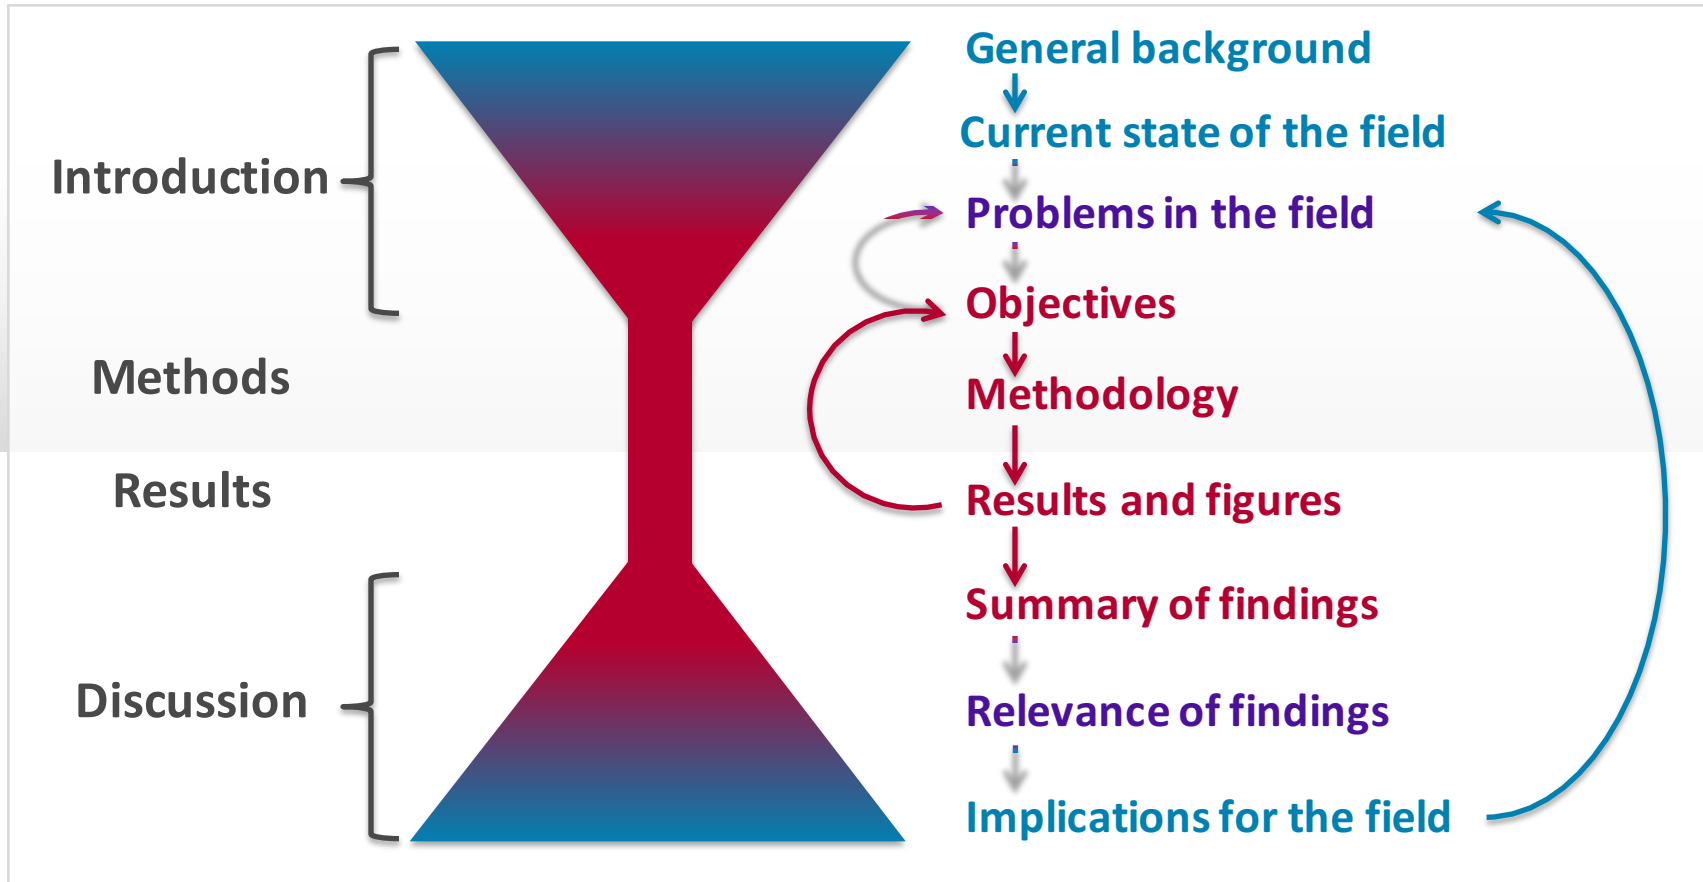 General background
Current state of the field
Introduction
Problems in the field
Objectives
Methods
Methodology
Results
Results and figures
Summary of findings
Discussion
Relevance of findings
Implications for the field